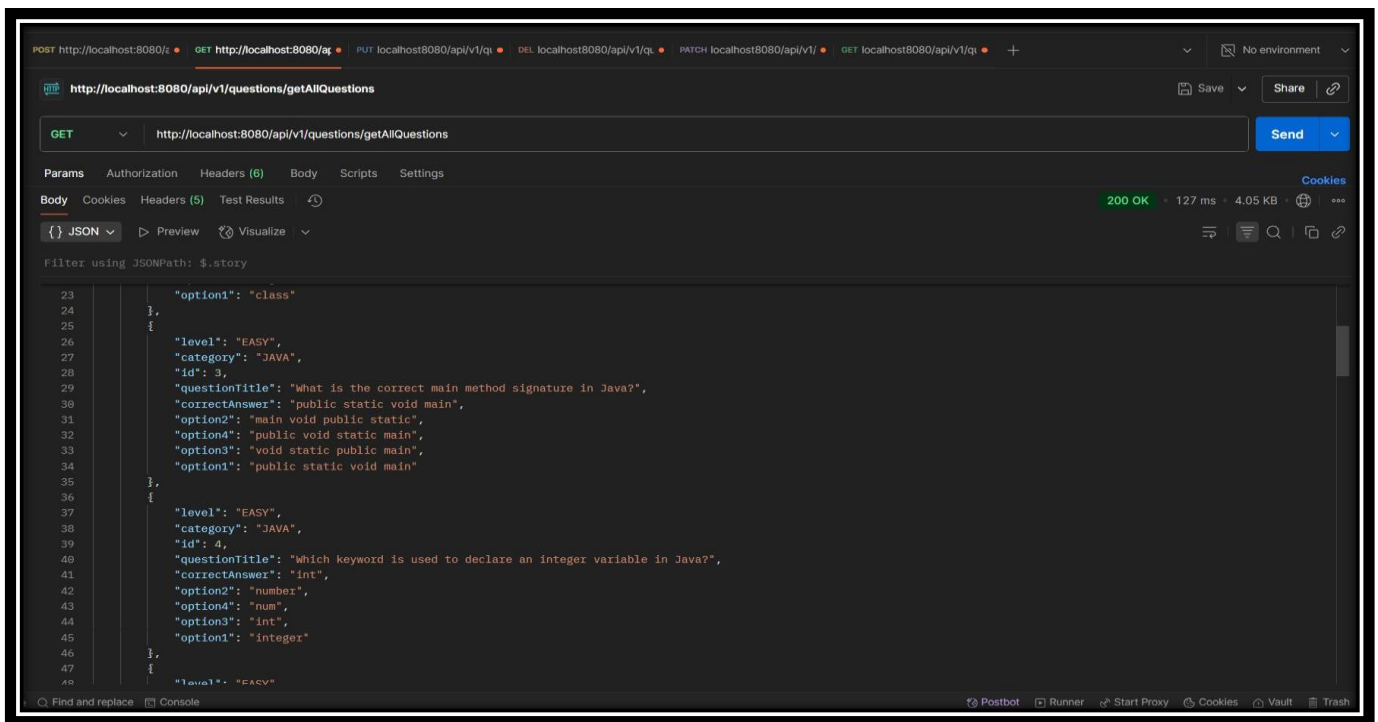 POST http://localhost:8080/a GET http://localhost:8080/ap PUT localhost8080/api/v1/qu DEL localhost8080/api/v1/qu. PATCH localhost8080/api/v1/ GET localhost8080/api/v1/qu + No environment
HTTP http://localhost:8080/api/v1/questions/getAllQuestions Save Share
GET http://localhost:8080/api/v1/questions/getAllQuestions Send
Params Authorization Headers (6) Body Scripts Settings Cookies
Body Cookies Headers (5) Test Results 200 OK 127 ms 4.05 KB
{} JSON Preview Visualize
Filter using JSONPath: $.story
23 "option1": "class"
24 },
25 {
26 "level": "EASY",
27 "category": "JAVA",
28 "id": 3,
29 "questionTitle": "What is the correct main method signature in Java?",
30 "correctAnswer": "public static void main",
31 "option2": "main void public static",
32 "option4": "public void static main",
33 "option3": "void static public main",
34 "option1": "public static void main"
35 },
36 {
37 "level": "EASY",
38 "category": "JAVA",
39 "id": 4,
40 "questionTitle": "Which keyword is used to declare an integer variable in Java?",
41 "correctAnswer": "int",
42 "option2": "number",
43 "option4": "num",
44 "option3": "int",
45 "option1": "integer"
46 },
47 {
48 "level": "EASY"
Find and replace Console Postbot Runner Start Proxy Cookies Vault Trash